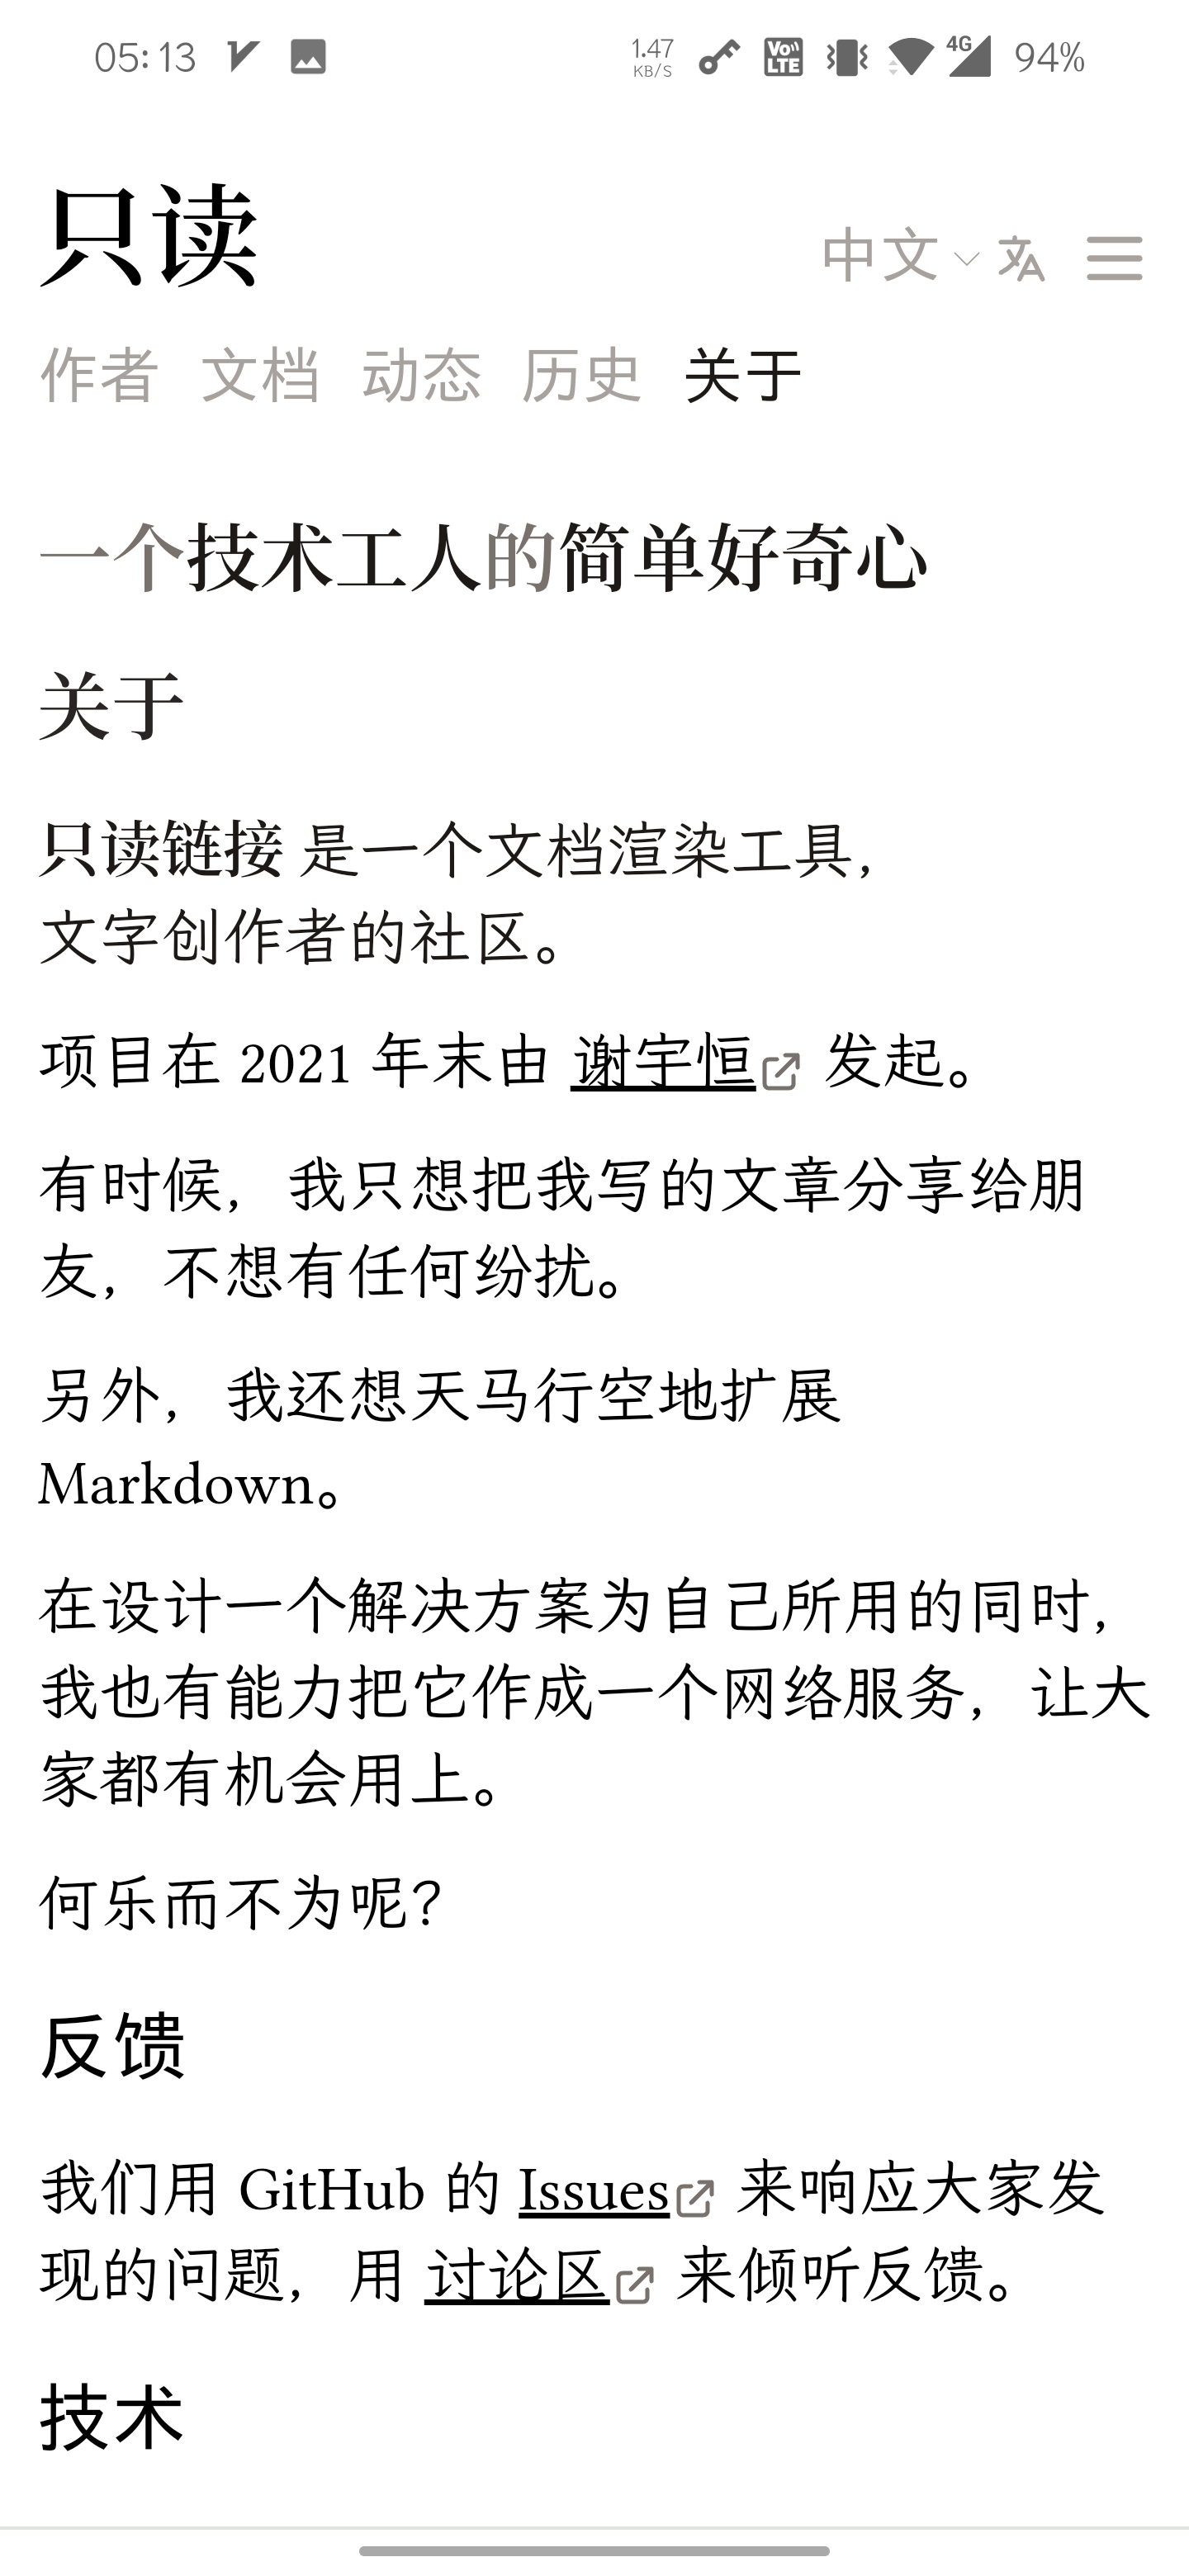 05:13 1.47 KB/S VoLTE 4G 94%
只读
中文
作者 文档 动态 历史 关于
一个技术工人的简单好奇心
关于
只读链接 是一个文档渲染工具,
文字创作者的社区。
项目在 2021 年末由 谢宇恒 发起。
有时候，我只想把我写的文章分享给朋
友，不想有任何纷扰。
另外，我还想天马行空地扩展
Markdown。
在设计一个解决方案为自己所用的同时，
我也有能力把它作成一个网络服务，让大
家都有机会用上。
何乐而不为呢？
反馈
我们用 GitHub 的 Issues 来响应大家发
现的问题，用 讨论区 来倾听反馈。
技术